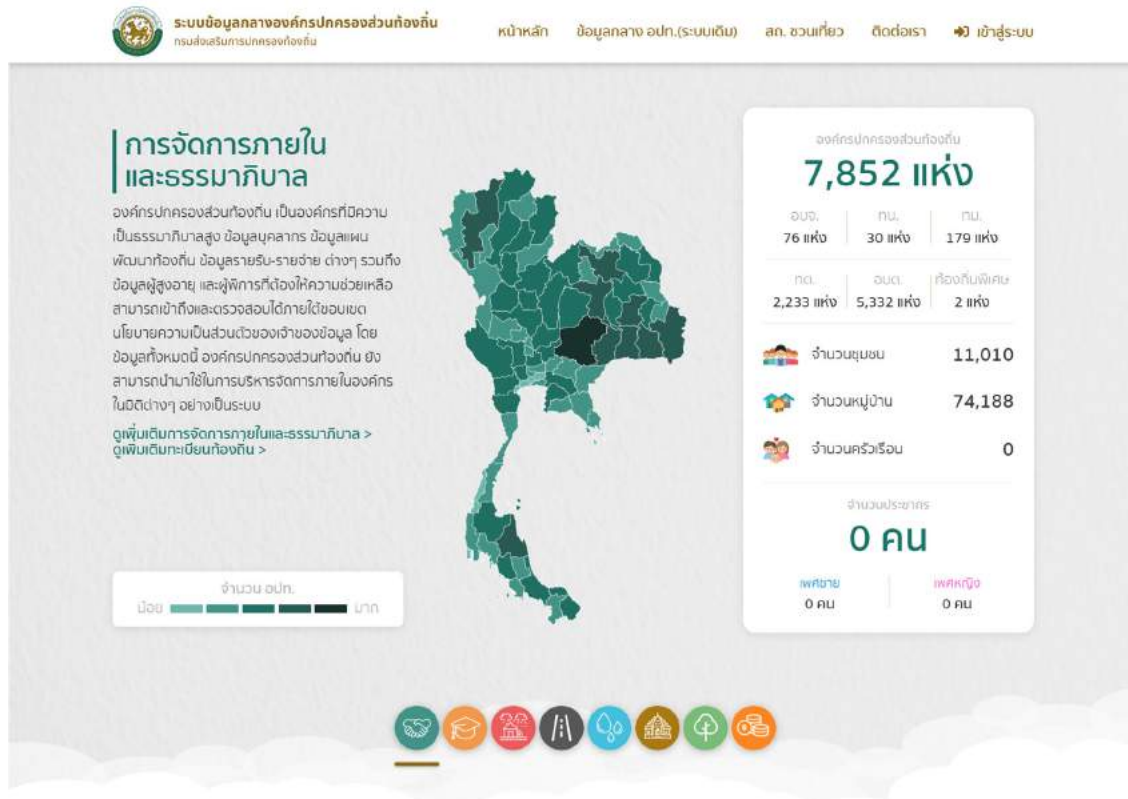 ระบบข้อมูลกลางองค์กรปกครองส่วนท้องถิ่น
กรมส่งเสริมการปกครองท้องถิ่น
หน้าหลัก ข้อมูลกลาง อปท.(ระบบเดิม) สถ. ชวนเที่ยว ติดต่อเรา เข้าสู่ระบบ
การจัดการภายใน
และธรรมาภิบาล
องค์กรปกครองส่วนท้องถิ่น เป็นองค์กรที่มีความ
เป็นธรรมาภิบาลสูง ข้อมูลบุคลากร ข้อมูลแผน
พัฒนาท้องถิ่น ข้อมูลรายรับ-รายจ่าย ต่างๆ รวมถึง
ข้อมูลผู้สูงอายุ และผู้พิการที่ต้องให้ความช่วยเหลือ
สามารถเข้าถึงและตรวจสอบได้ภายใต้ขอบเขต
นโยบายความเป็นส่วนตัวของเจ้าของข้อมูล โดย
ข้อมูลทั้งหมดนี้ องค์กรปกครองส่วนท้องถิ่น ยัง
สามารถนำมาใช้ในการบริหารจัดการภายในองค์กร
ในมิติต่างๆ อย่างเป็นระบบ
ดูเพิ่มเติมการจัดการภายในและธรรมาภิบาล >
ดูเพิ่มเติมทะเบียนท้องถิ่น >
จำนวน อปท.
น้อย มาก
องค์กรปกครองส่วนท้องถิ่น
7,852 แห่ง
อบจ. ทน. ทม.
76 แห่ง 30 แห่ง 179 แห่ง
ทต. อบต. ท้องถิ่นพิเศษ
2,233 แห่ง 5,332 แห่ง 2 แห่ง
จำนวนชุมชน 11,010
จำนวนหมู่บ้าน 74,188
จำนวนครัวเรือน 0
จำนวนประชากร
0 คน
เพศชาย เพศหญิง
0 คน 0 คน